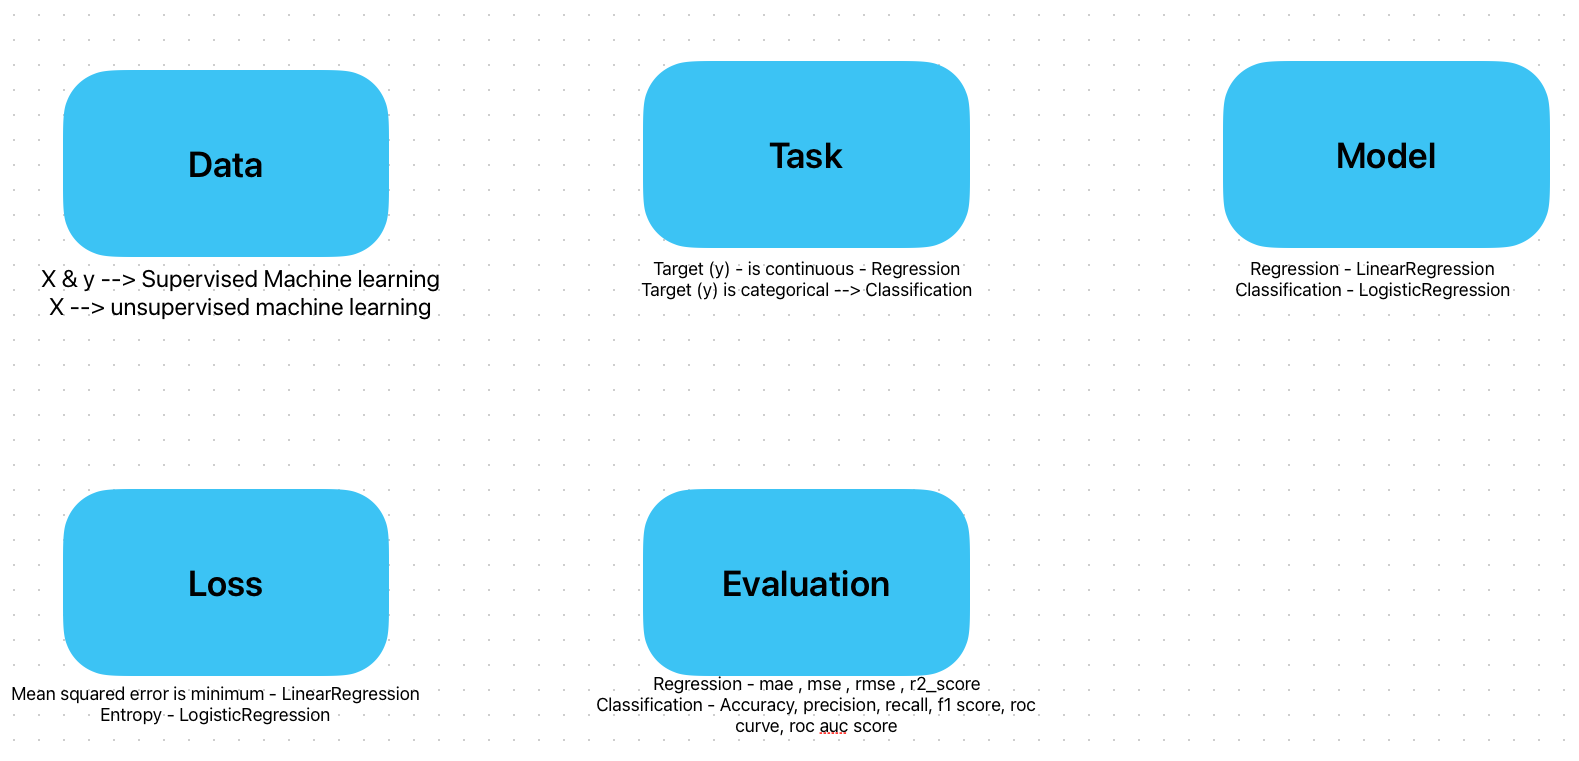 Data
X & y --> Supervised Machine learning
X --> unsupervised machine learning
Task
Target (y) - is continuous - Regression
Target (y) is categorical --> Classification
Model
Regression - LinearRegression
Classification - LogisticRegression
Loss
Mean squared error is minimum - LinearRegression
Entropy - LogisticRegression
Evaluation
Regression - mae , mse , rmse , r2_score
Classification - Accuracy, precision, recall, f1 score, roc
curve, roc auc score